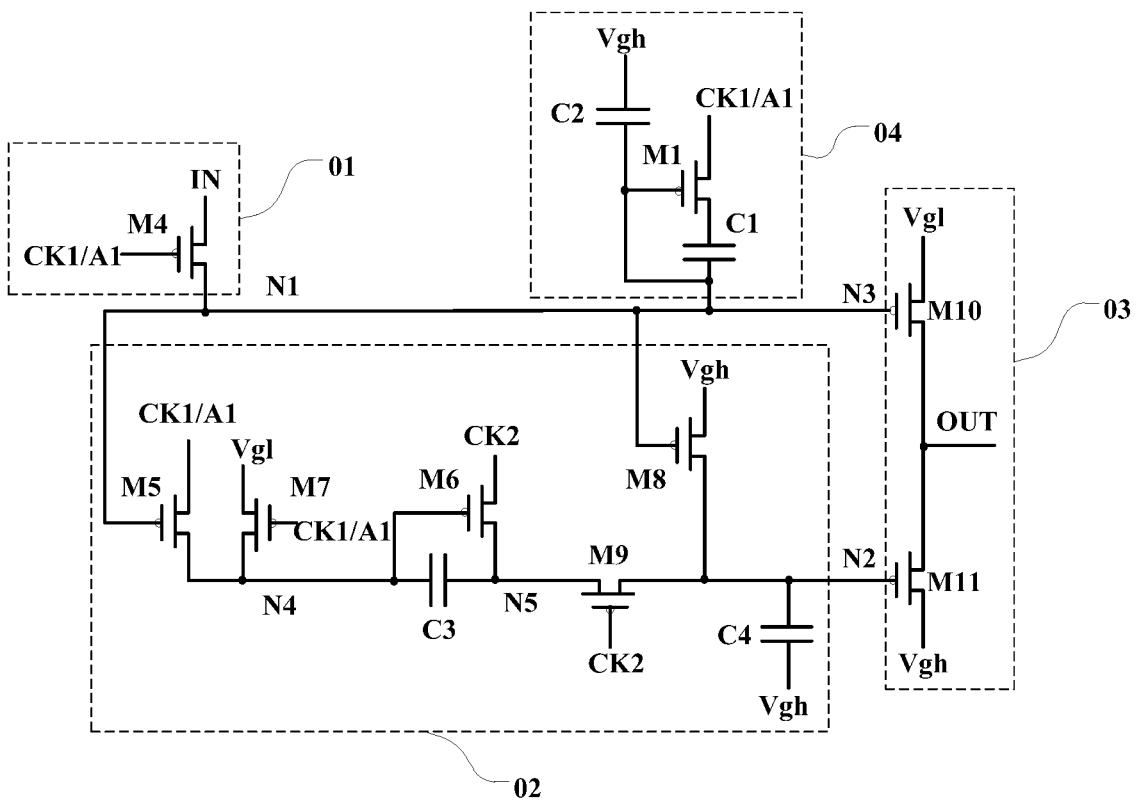 Vgh
CK1/A1
C2
M1
04
C1
01
IN
M4
CK1/A1
N1
N3
Vgl
M10
03
OUT
M11
Vgh
N2
Vgh
M8
CK1/A1
Vgl
M5
M7
CK1/A1
CK2
M6
M9
N4
C3
N5
CK2
C4
Vgh
02